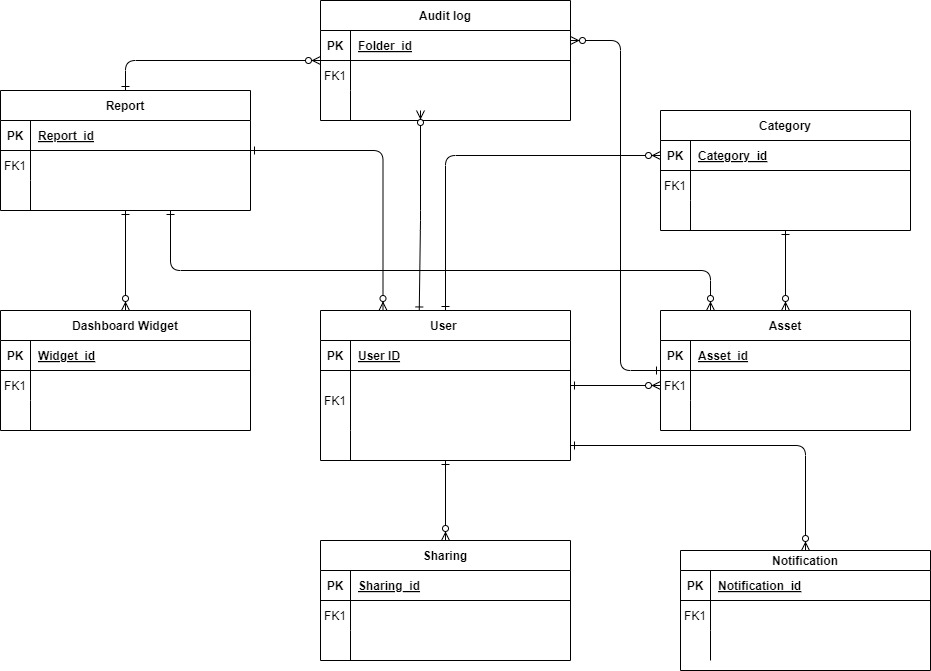 Audit log
PK Folder_id
FK1
Report
PK Report_id
FK1
Category
PK Category_id
FK1
Dashboard Widget
PK Widget_id
FK1
User
PK User ID
FK1
Asset
PK Asset_id
FK1
Sharing
PK Sharing_id
FK1
Notification
PK Notification_id
FK1